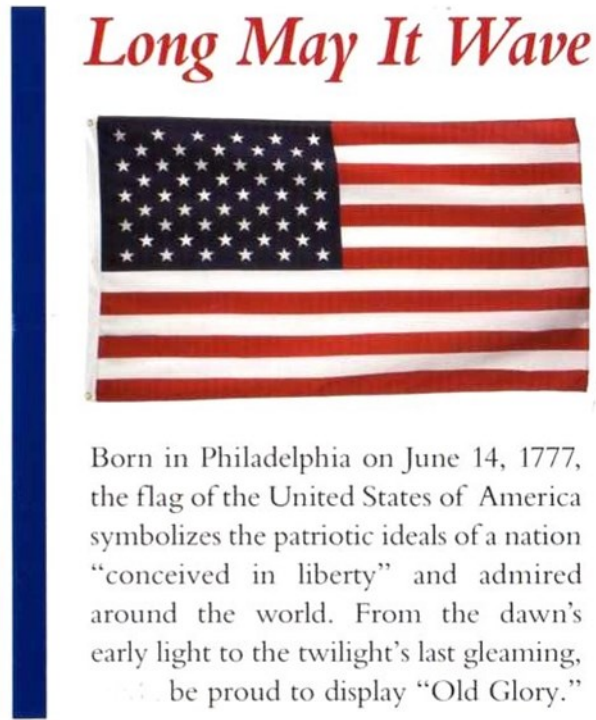 Long May It Wave
Born in Philadelphia on June 14, 1777,
the flag of the United States of America
symbolizes the patriotic ideals of a nation
“conceived in liberty” and admired
around the world. From the dawn’s
early light to the twilight’s last gleaming,
be proud to display “Old Glory.”